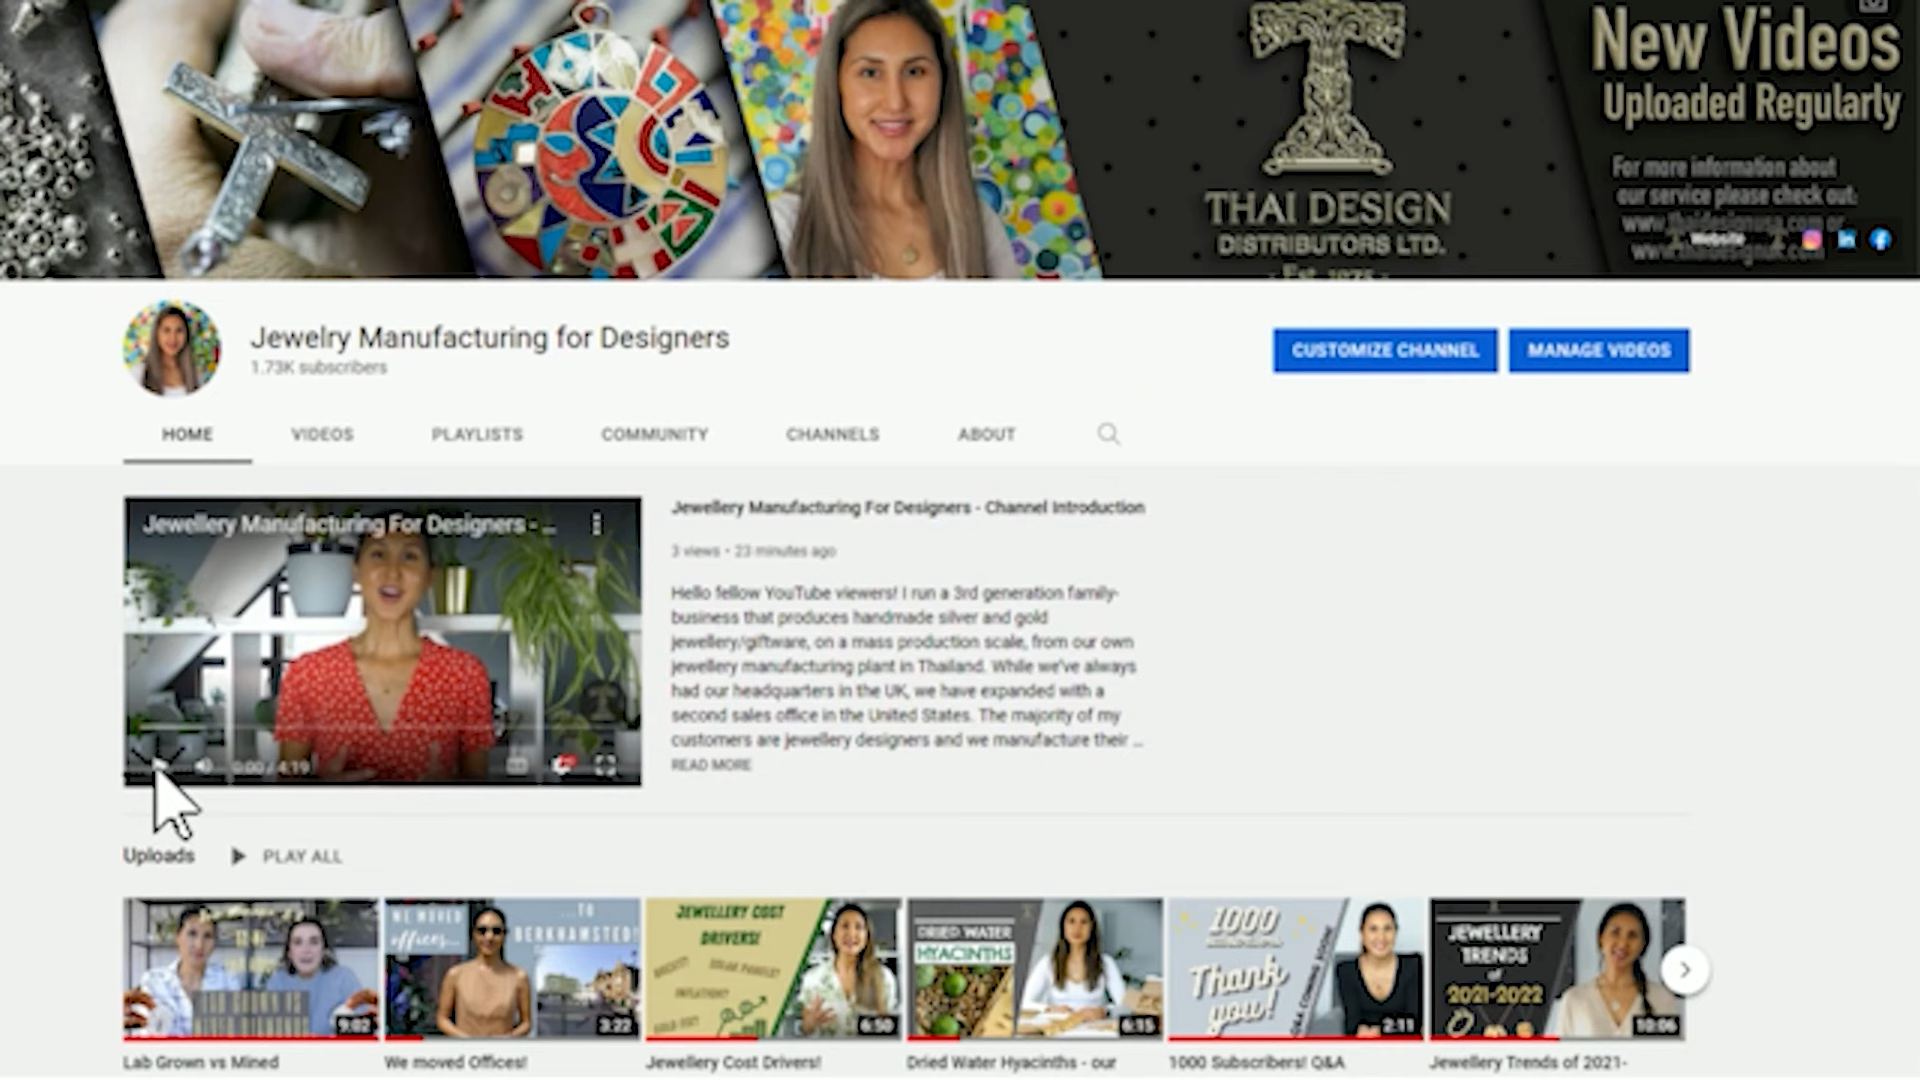 New Videos
Uploaded Regularly
For more information about
our service please check out:
Website
THAI DESIGN
DISTRIBUTORS LTD.
Est. 1975
Jewelry Manufacturing for Designers
1.73K subscribers
CUSTOMIZE CHANNEL
MANAGE VIDEOS
HOME VIDEOS PLAYLISTS COMMUNITY CHANNELS ABOUT
Jewellery Manufacturing For Designers - ...
0:00 / 4:19
Jewellery Manufacturing For Designers - Channel Introduction
3 views • 23 minutes ago
Hello fellow YouTube viewers! I run a 3rd generation family-
business that produces handmade silver and gold
jewellery/giftware, on a mass production scale, from our own
jewellery manufacturing plant in Thailand. While we've always
had our headquarters in the UK, we have expanded with a
second sales office in the United States. The majority of my
customers are jewellery designers and we manufacture their ...
READ MORE
Uploads PLAY ALL
9:02
WE MOVED
offices...
...TO
BERKHAMSTED!
3:22
JEWELLERY COST
DRIVERS!
6:50
DRIED WATER
HYACINTHS
6:15
1000
Thank
you!
2:11
JEWELLERY
TRENDS
of
2021-2022
10:06
Lab Grown vs Mined
We moved Offices!
Jewellery Cost Drivers!
Dried Water Hyacinths - our
1000 Subscribers! Q&A
Jewellery Trends of 2021-